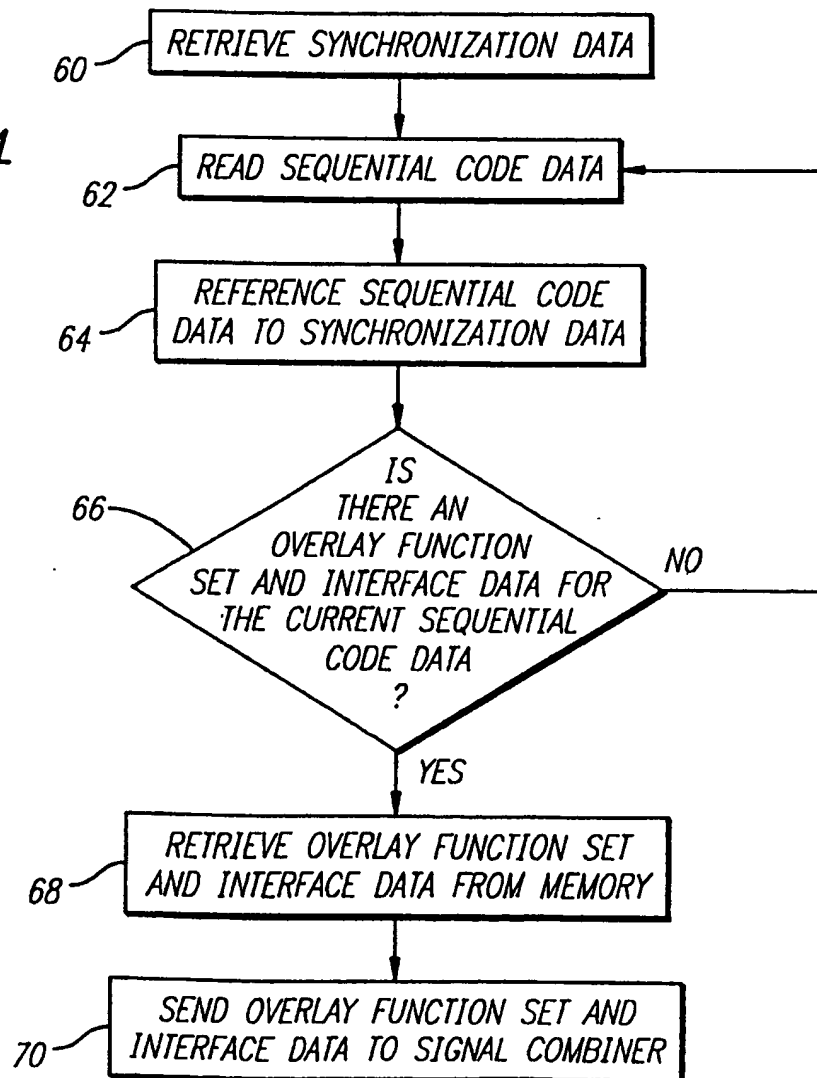 RETRIEVE SYNCHRONIZATION DATA
60
READ SEQUENTIAL CODE DATA
62
REFERENCE SEQUENTIAL CODE
DATA TO SYNCHRONIZATION DATA
64
IS
THERE AN
OVERLAY FUNCTION
SET AND INTERFACE DATA FOR
THE CURRENT SEQUENTIAL
CODE DATA
?
66
NO
YES
RETRIEVE OVERLAY FUNCTION SET
AND INTERFACE DATA FROM MEMORY
68
SEND OVERLAY FUNCTION SET AND
INTERFACE DATA TO SIGNAL COMBINER
70